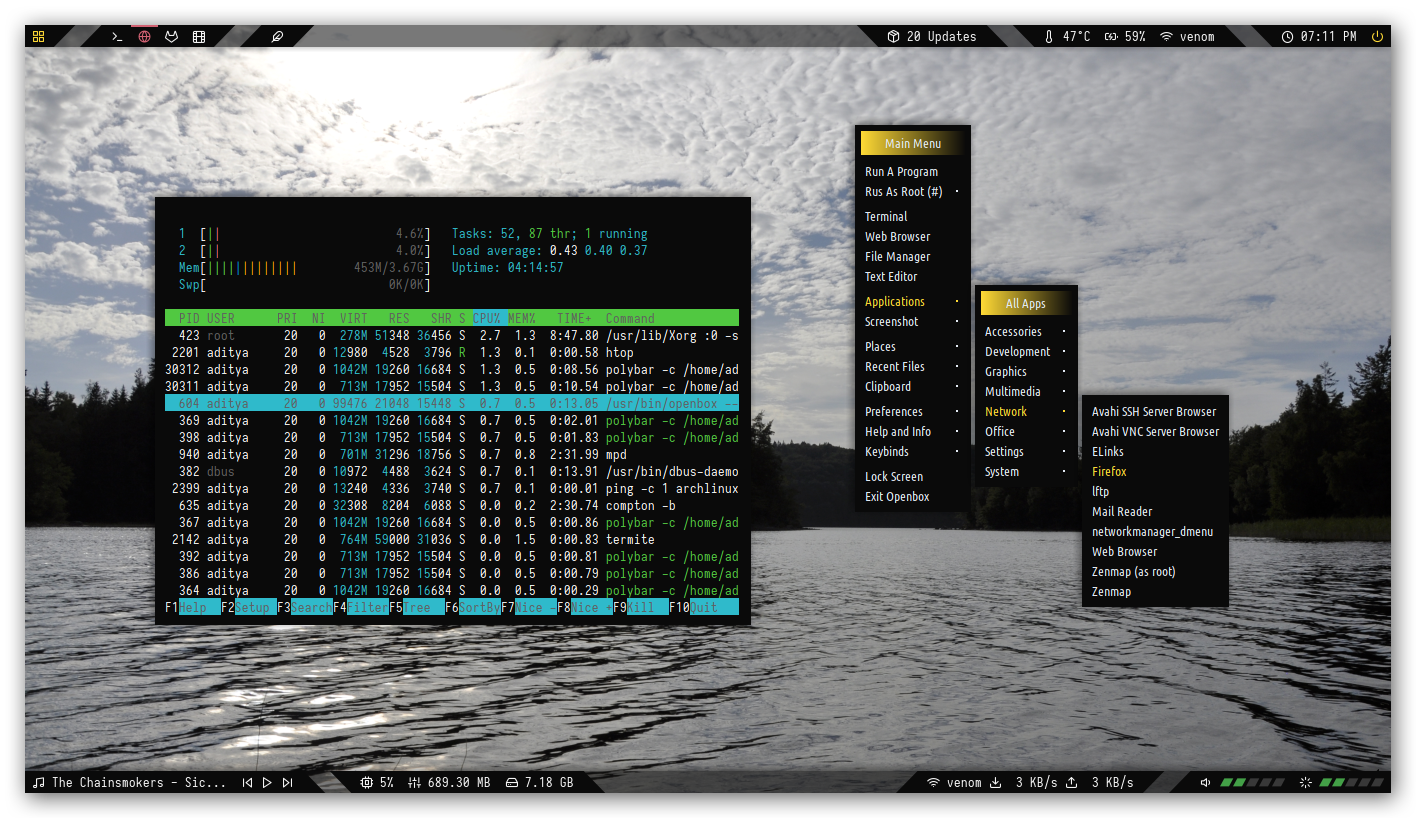 20 Updates
47°C 59% venom
07:11 PM
1 [|| 4.6%] Tasks: 52, 87 thr; 1 running
2 [|| 4.0%] Load average: 0.43 0.40 0.37
Mem[||||||||||||| 453M/3.67G] Uptime: 04:14:57
Swp[ 0K/0K]
PID USER PRI NI VIRT RES SHR S CPU% MEM% TIME+ Command
423 root 20 0 278M 51348 36456 S 2.7 1.3 8:47.80 /usr/lib/Xorg :0 -s
2201 aditya 20 0 12980 4528 3796 R 1.3 0.1 0:00.58 htop
30312 aditya 20 0 1042M 19260 16684 S 1.3 0.5 0:08.56 polybar -c /home/ad
30311 aditya 20 0 713M 17952 15504 S 1.3 0.5 0:10.54 polybar -c /home/ad
604 aditya 20 0 99476 21048 15448 S 0.7 0.5 0:13.05 /usr/bin/openbox --
369 aditya 20 0 1042M 19260 16684 S 0.7 0.5 0:02.01 polybar -c /home/ad
398 aditya 20 0 713M 17952 15504 S 0.7 0.5 0:01.83 polybar -c /home/ad
940 aditya 20 0 701M 31296 18756 S 0.7 0.8 2:31.99 mpd
382 dbus 20 0 10972 4488 3624 S 0.7 0.1 0:13.91 /usr/bin/dbus-daemo
2399 aditya 20 0 13240 4336 3740 S 0.7 0.1 0:00.01 ping -c 1 archlinux
635 aditya 20 0 32308 8204 6088 S 0.0 0.2 2:30.74 compton -b
367 aditya 20 0 1042M 19260 16684 S 0.0 0.5 0:00.86 polybar -c /home/ad
2142 aditya 20 0 764M 59000 31036 S 0.0 1.5 0:00.83 termite
392 aditya 20 0 713M 17952 15504 S 0.0 0.5 0:00.81 polybar -c /home/ad
386 aditya 20 0 713M 17952 15504 S 0.0 0.5 0:00.79 polybar -c /home/ad
364 aditya 20 0 1042M 19260 16684 S 0.0 0.5 0:00.29 polybar -c /home/ad
F1Help F2Setup F3SearchF4FilterF5Tree F6SortByF7Nice -F8Nice +F9Kill F10Quit
Main Menu
Run A Program
Rus As Root (#)
Terminal
Web Browser
File Manager
Text Editor
Applications
Screenshot
Places
Recent Files
Clipboard
Preferences
Help and Info
Keybinds
Lock Screen
Exit Openbox
All Apps
Accessories
Development
Graphics
Multimedia
Network
Office
Settings
System
Avahi SSH Server Browser
Avahi VNC Server Browser
ELinks
Firefox
lftp
Mail Reader
networkmanager_dmenu
Web Browser
Zenmap (as root)
Zenmap
The Chainsmokers - Sic...
5% 689.30 MB 7.18 GB
venom 3 KB/s 3 KB/s